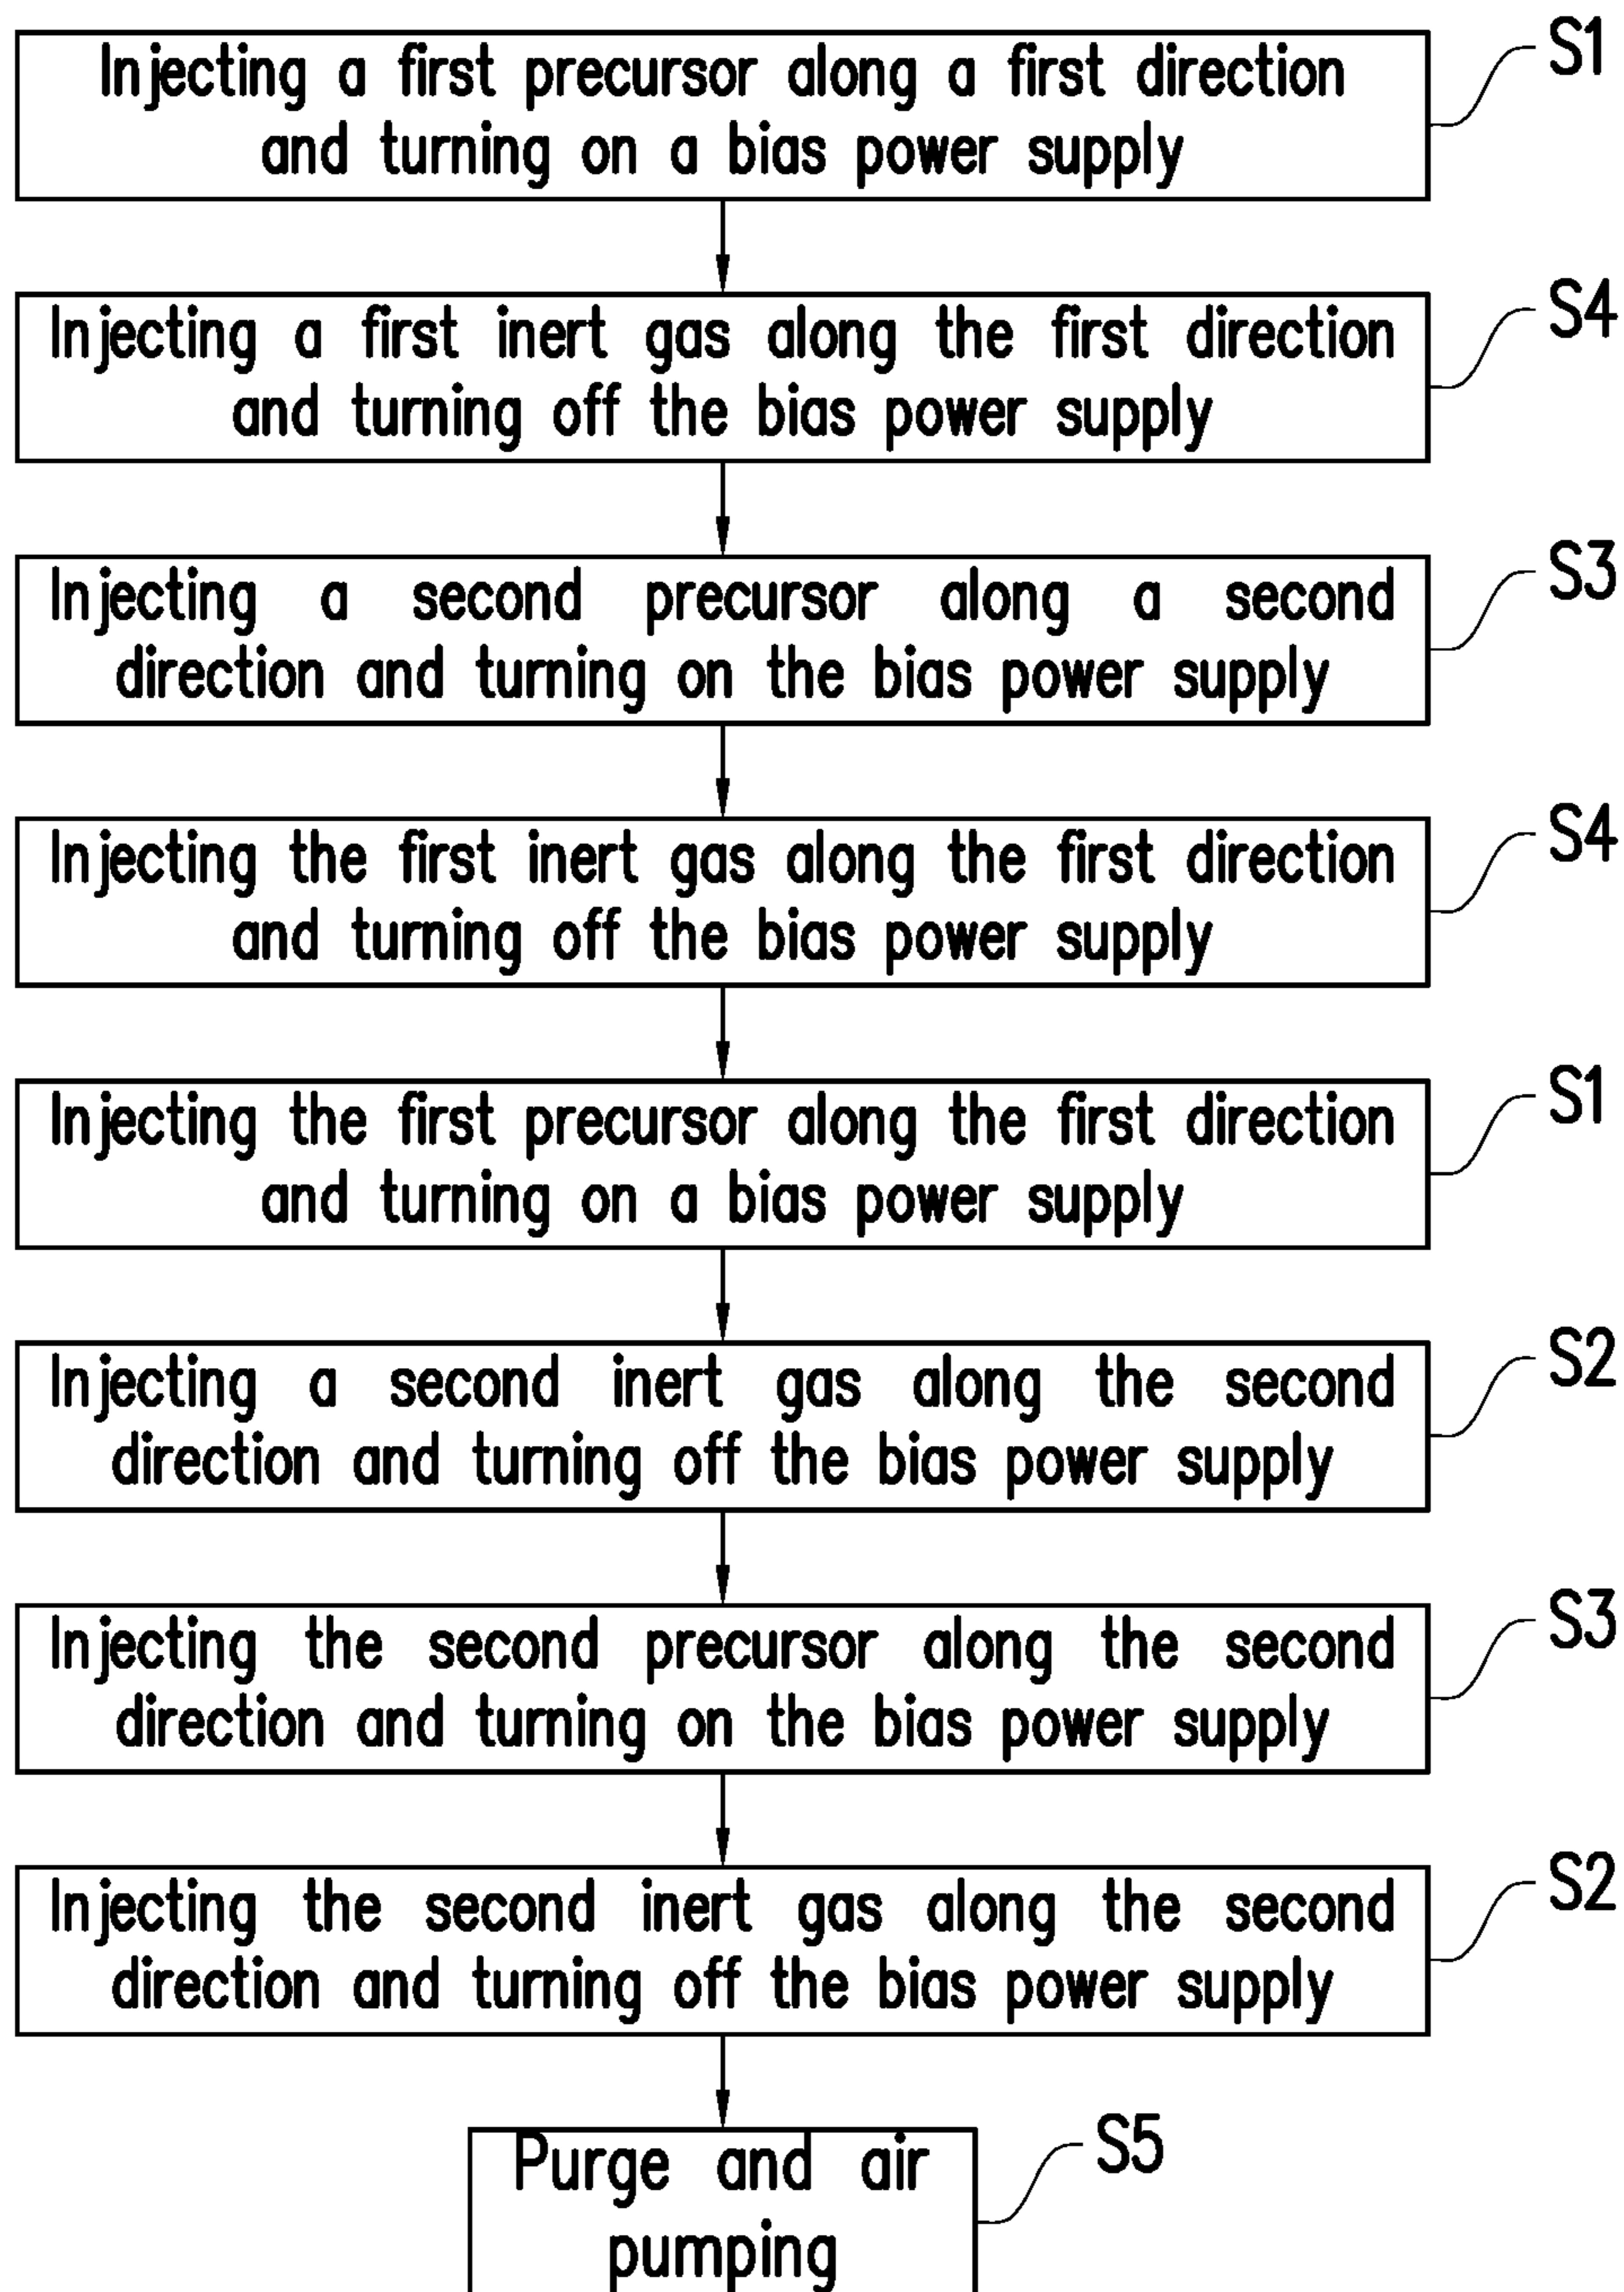 Injecting a first precursor along a first direction
and turning on a bias power supply
S1
Injecting a first inert gas along the first direction
and turning off the bias power supply
S4
Injecting a second precursor along a second
direction and turning on the bias power supply
S3
Injecting the first inert gas along the first direction
and turning off the bias power supply
S4
Injecting the first precursor along the first direction
and turning on a bias power supply
S1
Injecting a second inert gas along the second
direction and turning off the bias power supply
S2
Injecting the second precursor along the second
direction and turning on the bias power supply
S3
Injecting the second inert gas along the second
direction and turning off the bias power supply
S2
Purge and air
pumping
S5